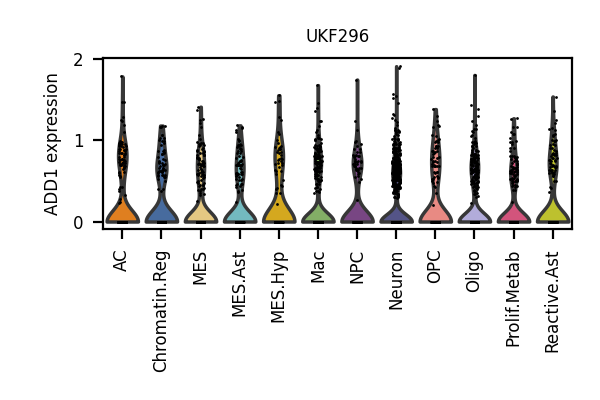 UKF296
ADD1 expression
2
1
0
AC
Chromatin.Reg
MES
MES.Ast
MES.Hyp
Mac
NPC
Neuron
OPC
Oligo
Prolif.Metab
Reactive.Ast